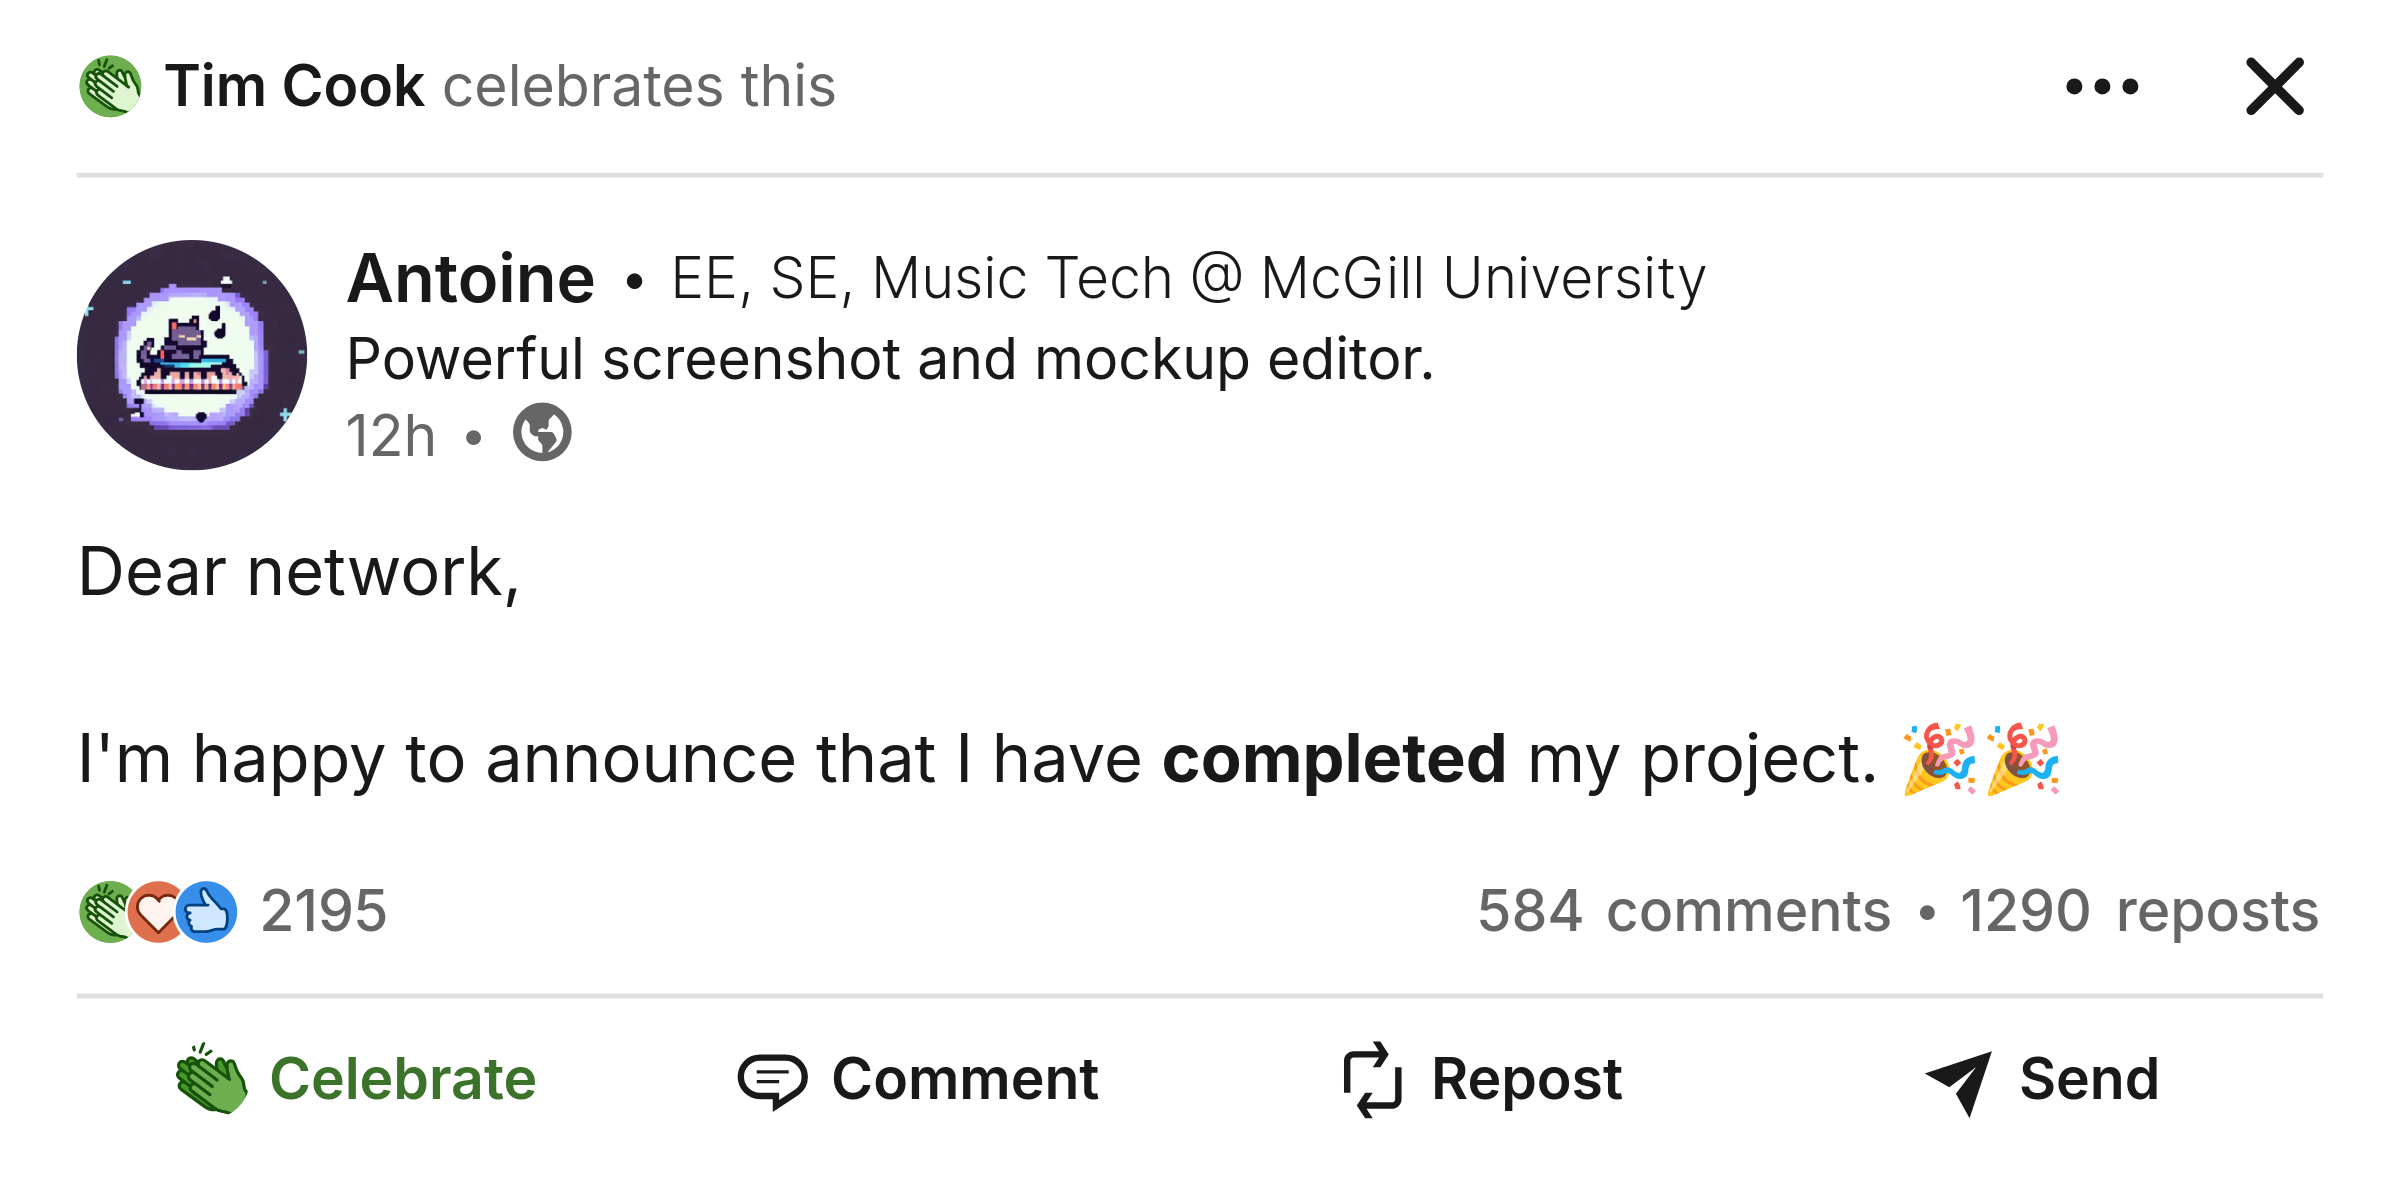 Tim Cook celebrates this
Antoine • EE, SE, Music Tech @ McGill University
Powerful screenshot and mockup editor.
12h •
Dear network,
I'm happy to announce that I have completed my project. 🎉🎉
2195
584 comments • 1290 reposts
Celebrate
Comment
Repost
Send